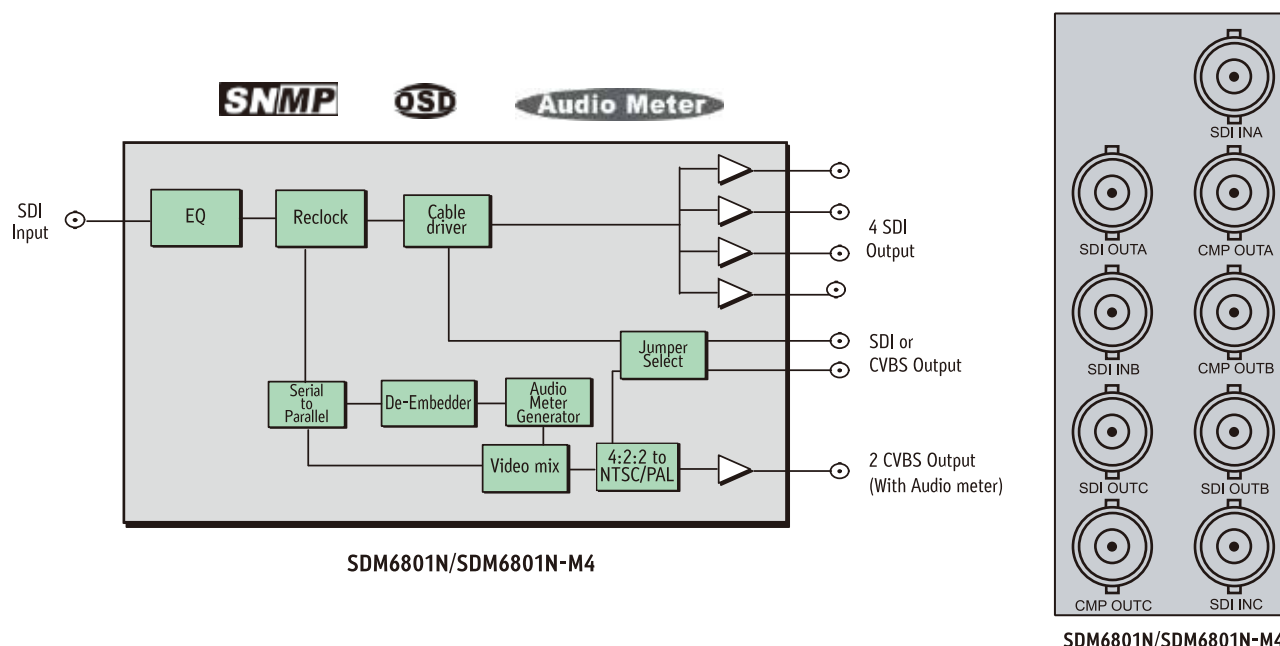 SNMP
OSD
Audio Meter
SDI
Input
EQ
Reclock
Cable
driver
4 SDI
Output
Jumper
Select
SDI or
CVBS Output
Serial
to
Parallel
De-Embedder
Audio
Meter
Generator
Video mix
4:2:2 to
NTSC/PAL
2 CVBS Output
(With Audio meter)
SDM6801N/SDM6801N-M4
SDI INA
SDI OUTA
CMP OUTA
SDI INB
CMP OUTB
SDI OUTC
SDI OUTB
CMP OUTC
SDI INC
SDM6801N/SDM6801N-M4